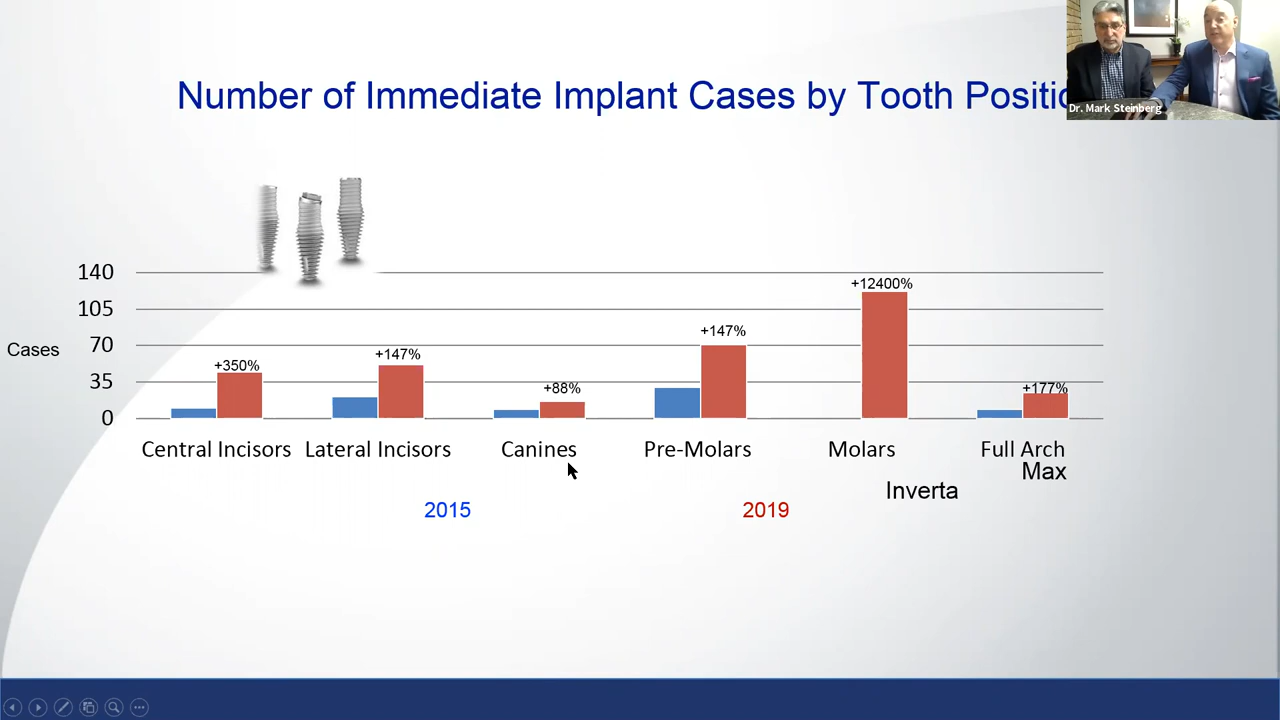 Number of Immediate Implant Cases by Tooth Positio
Dr. Mark Steinberg
140
105
70
35
0
Cases
+350%
+147%
+88%
+147%
+12400%
+177%
Central Incisors
Lateral Incisors
Canines
Pre-Molars
Molars
Full Arch
Max
Inverta
2015
2019